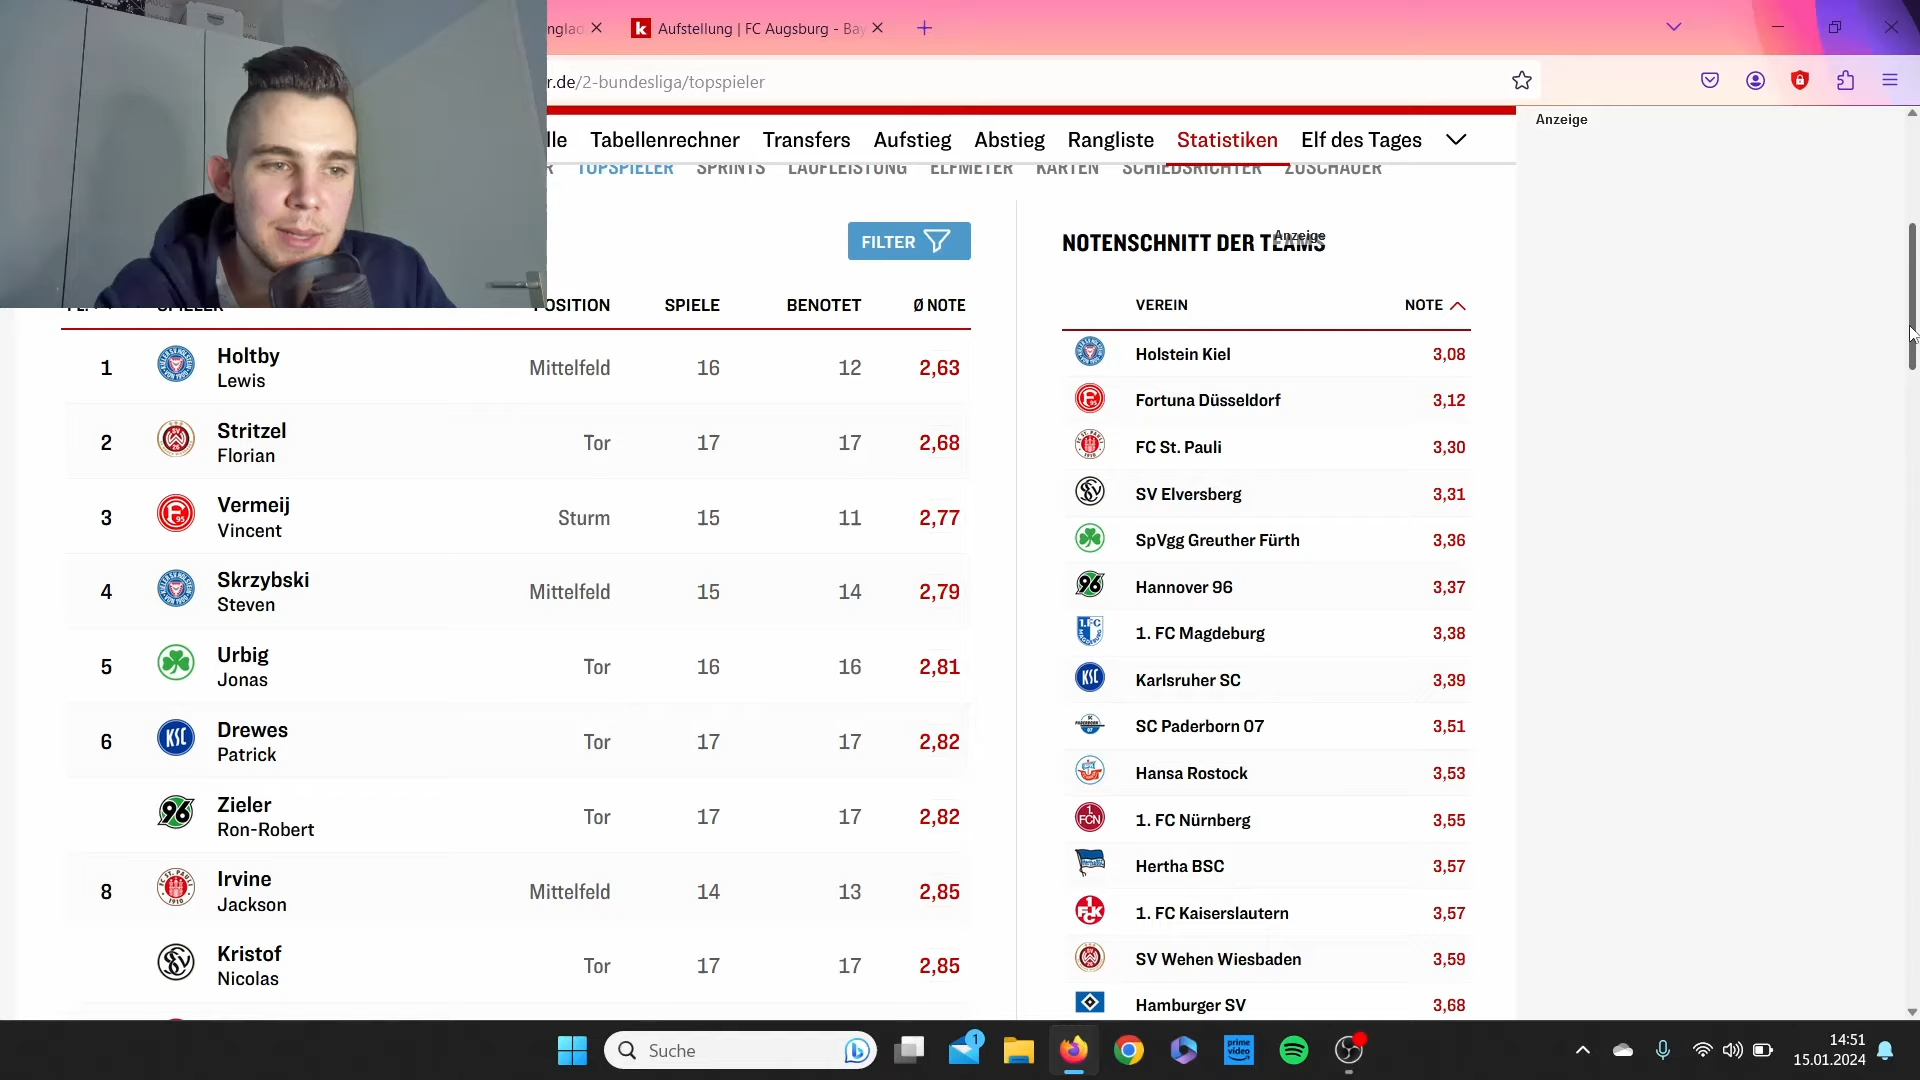 nglad
Aufstellung | FC Augsburg - Bay
r.de/2-bundesliga/topspieler
Anzeige
lle Tabellenrechner Transfers Aufstieg Abstieg Rangliste Statistiken Elf des Tages
R TOPSPIELER SPRINTS LAUFLEISTUNG ELFMETER KARTEN SCHIEDSRICHTER ZUSCHAUER
FILTER
SPIELER POSITION SPIELE BENOTET Ø NOTE
1 Holtby Lewis Mittelfeld 16 12 2,63
2 Stritzel Florian Tor 17 17 2,68
3 Vermeij Vincent Sturm 15 11 2,77
4 Skrzybski Steven Mittelfeld 15 14 2,79
5 Urbig Jonas Tor 16 16 2,81
6 Drewes Patrick Tor 17 17 2,82
Zieler Ron-Robert Tor 17 17 2,82
8 Irvine Jackson Mittelfeld 14 13 2,85
Kristof Nicolas Tor 17 17 2,85
Anzeige
NOTENSCHNITT DER TEAMS
VEREIN NOTE
Holstein Kiel 3,08
Fortuna Düsseldorf 3,12
FC St. Pauli 3,30
SV Elversberg 3,31
SpVgg Greuther Fürth 3,36
Hannover 96 3,37
1. FC Magdeburg 3,38
Karlsruher SC 3,39
SC Paderborn 07 3,51
Hansa Rostock 3,53
1. FC Nürnberg 3,55
Hertha BSC 3,57
1. FC Kaiserslautern 3,57
SV Wehen Wiesbaden 3,59
Hamburger SV 3,68
Suche
1
prime video
14:51
15.01.2024